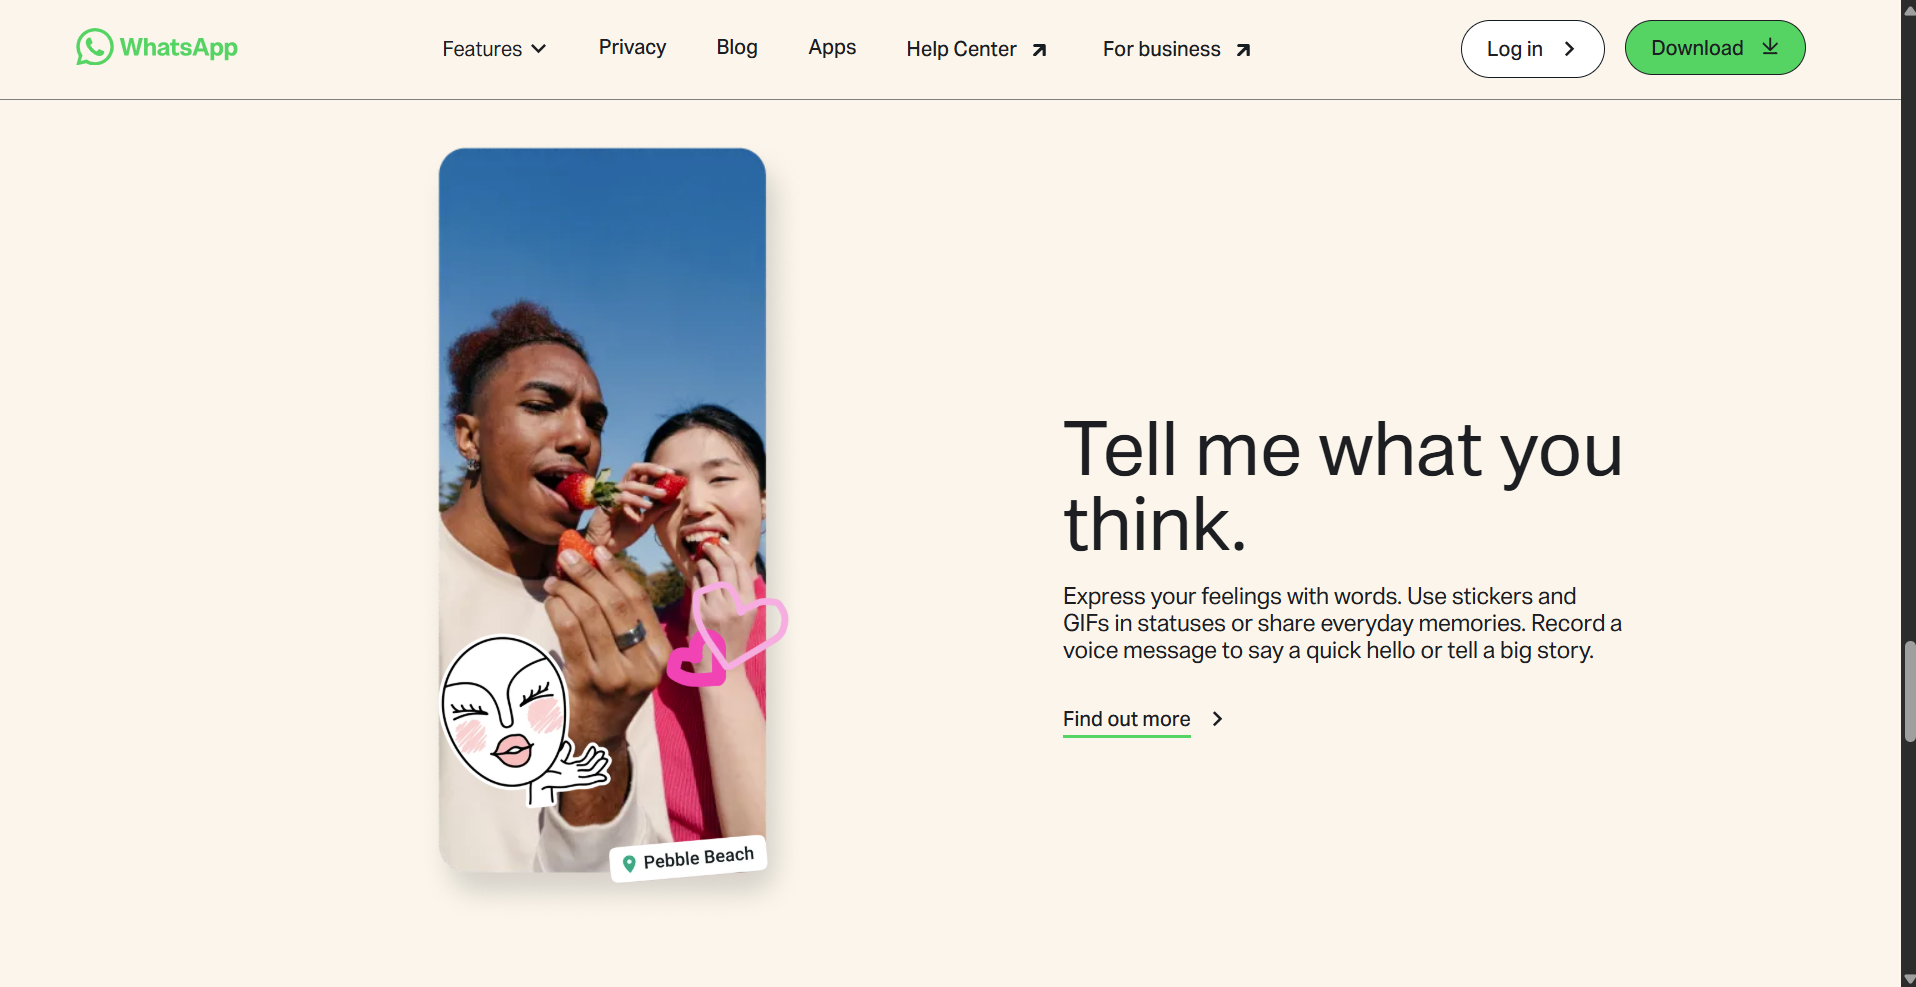 WhatsApp
Features
Privacy
Blog
Apps
Help Center
For business
Log in
Download
Tell me what you
think.
Express your feelings with words. Use stickers and
GIFs in statuses or share everyday memories. Record a
voice message to say a quick hello or tell a big story.
Find out more
Pebble Beach